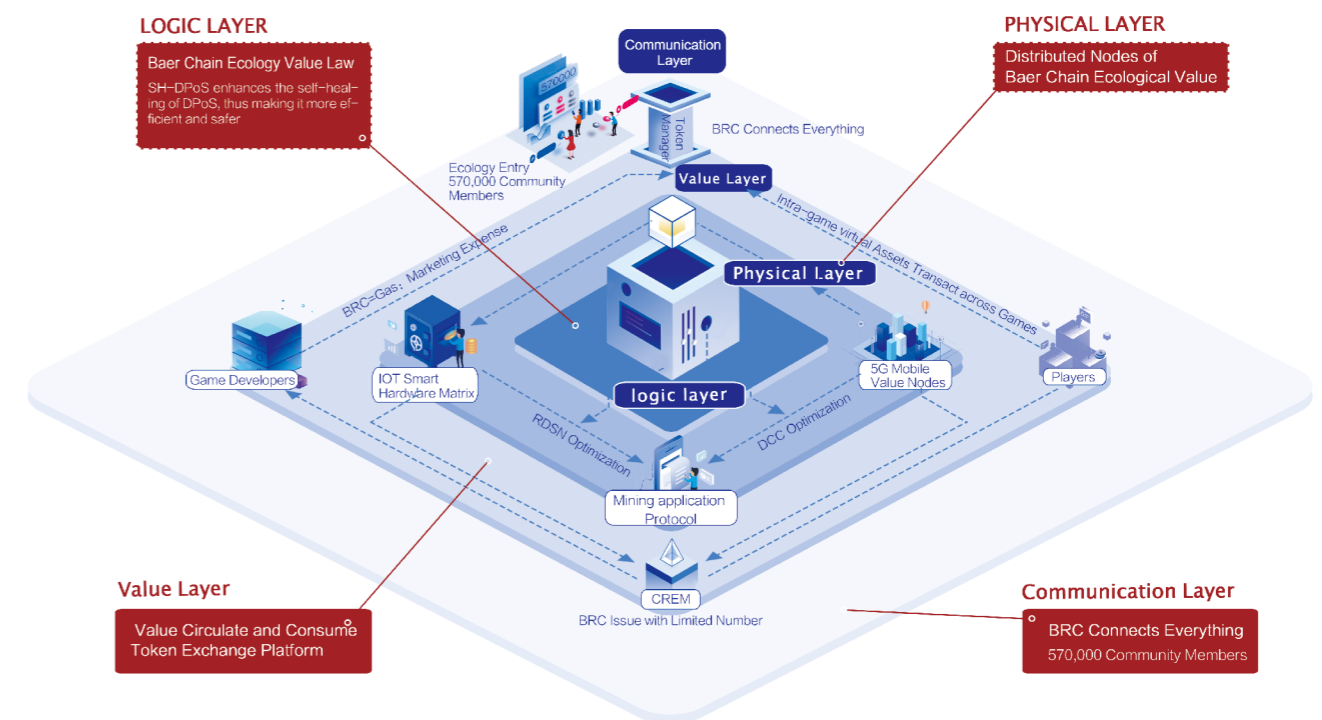 LOGIC LAYER
Baer Chain Ecology Value Law
SH-DPoS enhances the self-heal-
ing of DPoS, thus making it more ef-
ficient and safer
PHYSICAL LAYER
Distributed Nodes of
Baer Chain Ecological Value
Communication
Layer
570000
Token
Manager
BRC Connects Everything
Ecology Entry
570,000 Community
Members
Value Layer
BRC=Gas: Marketing Expense
Intra-game virtual Assets Transact across Games
Physical Layer
Game Developers
IOT Smart
Hardware Matrix
5G Mobile
Value Nodes
Players
logic layer
RDSN Optimization
DCC Optimization
Mining application
Protocol
CREM
BRC Issue with Limited Number
Value Layer
Value Circulate and Consume
Token Exchange Platform
Communication Layer
BRC Connects Everything
570,000 Community Members